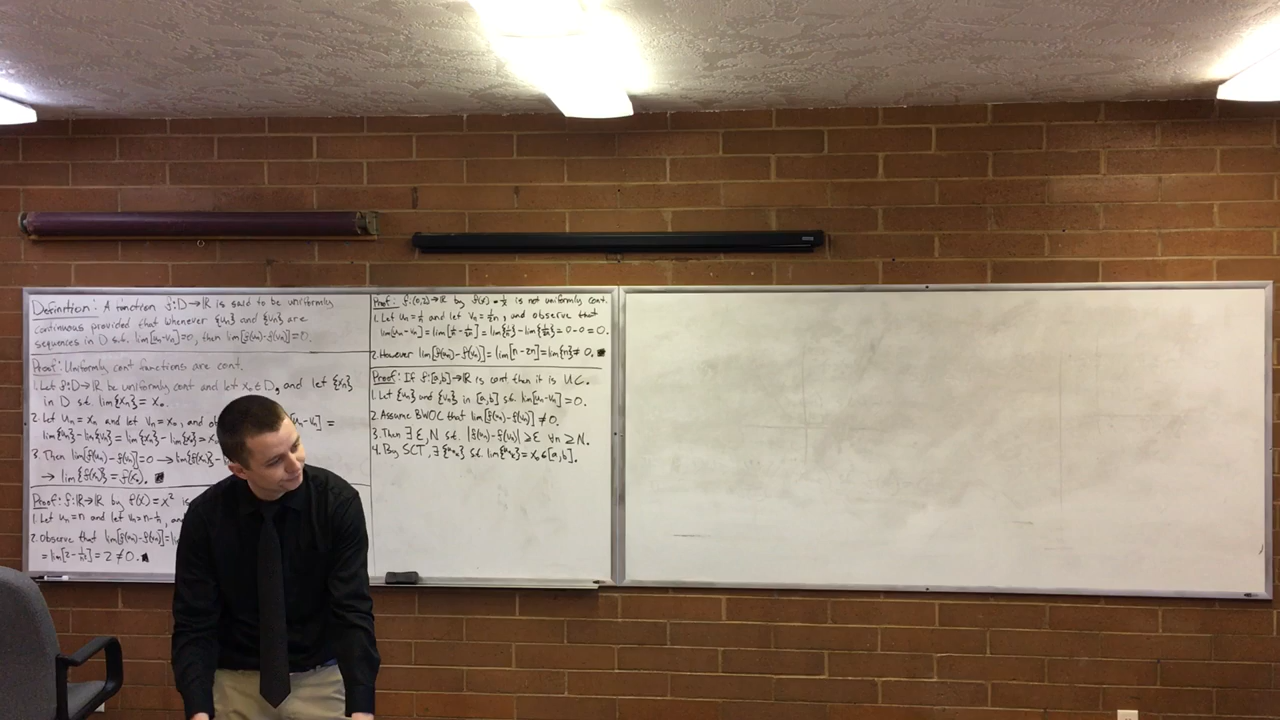 Definition: A function f:D→ℝ is said to be uniformly
continuous provided that whenever {uₙ} and {vₙ} are
sequences in D s.t. lim[uₙ-vₙ]=0, then lim[f(uₙ)-f(vₙ)]=0.
Proof: Uniformly cont functions are cont.
1. Let f:D→ℝ be uniformly cont and let x₀∈D, and let {xₙ}
in D s.t. lim{xₙ}=x₀.
2. Let uₙ=xₙ and let vₙ=x₀, and [uₙ-vₙ]=
lim{uₙ}-lim{vₙ}=lim{xₙ}-lim{x₀}=x₀
3. Then lim[f(uₙ)-f(vₙ)]=0 → lim{f(xₙ)}-
→ lim{f(xₙ)}=f(x₀). ■
Proof: f:ℝ→ℝ by f(x)=x² is
1. Let uₙ=n and let vₙ=n-1/n, and
2. Observe that
=lim[2-1/n²]=2≠0. ■
Proof: f:(0,2)→ℝ by f(x)=1/x is not uniformly cont.
1. Let uₙ=1/n and let vₙ=1/2n, and observe that
lim[uₙ-vₙ]=lim[1/n-1/2n]=lim{1/n}-lim{1/2n}=0-0=0.
2. However lim[f(uₙ)-f(vₙ)]=lim[n-2n]=lim{n}≠0. ■
Proof: If f:[a,b]→ℝ is cont then it is UC.
1. Let {uₙ} and {vₙ} in [a,b] s.t. lim[uₙ-vₙ]=0.
2. Assume BWOC that lim[f(uₙ)-f(vₙ)]≠0.
3. Then ∃ ε,N s.t. |f(uₙ)-f(vₙ)|≥ε ∀n≥N.
4. By SCT, ∃ s.t. =x₀∈[a,b].